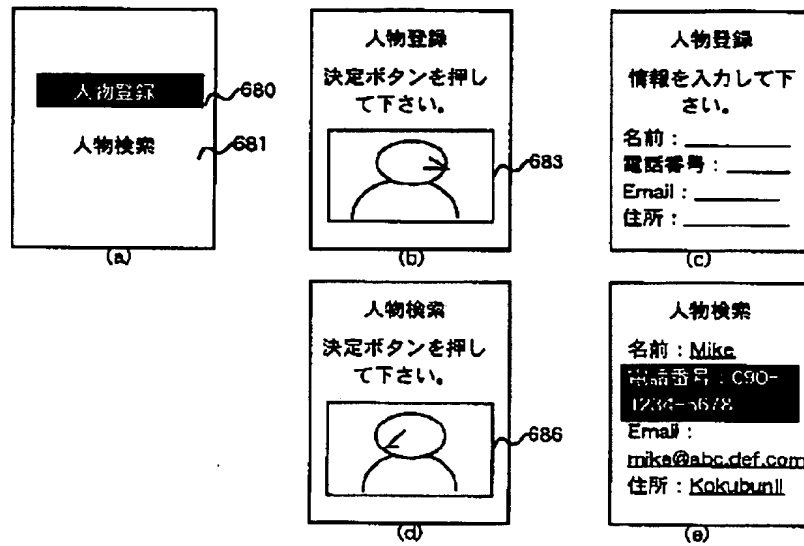 人物登録
680
人物検索
681
(a)
人物登録
決定ボタンを押し
て下さい。
683
(b)
人物登録
情報を入力して下
さい。
名前：
電話番号：
Email：
住所：
(c)
人物検索
決定ボタンを押し
て下さい。
686
(d)
人物検索
名前：Mike
電話番号：090-
1234-5678
Email：
mike@abc.def.com
住所：Kokubunji
(e)